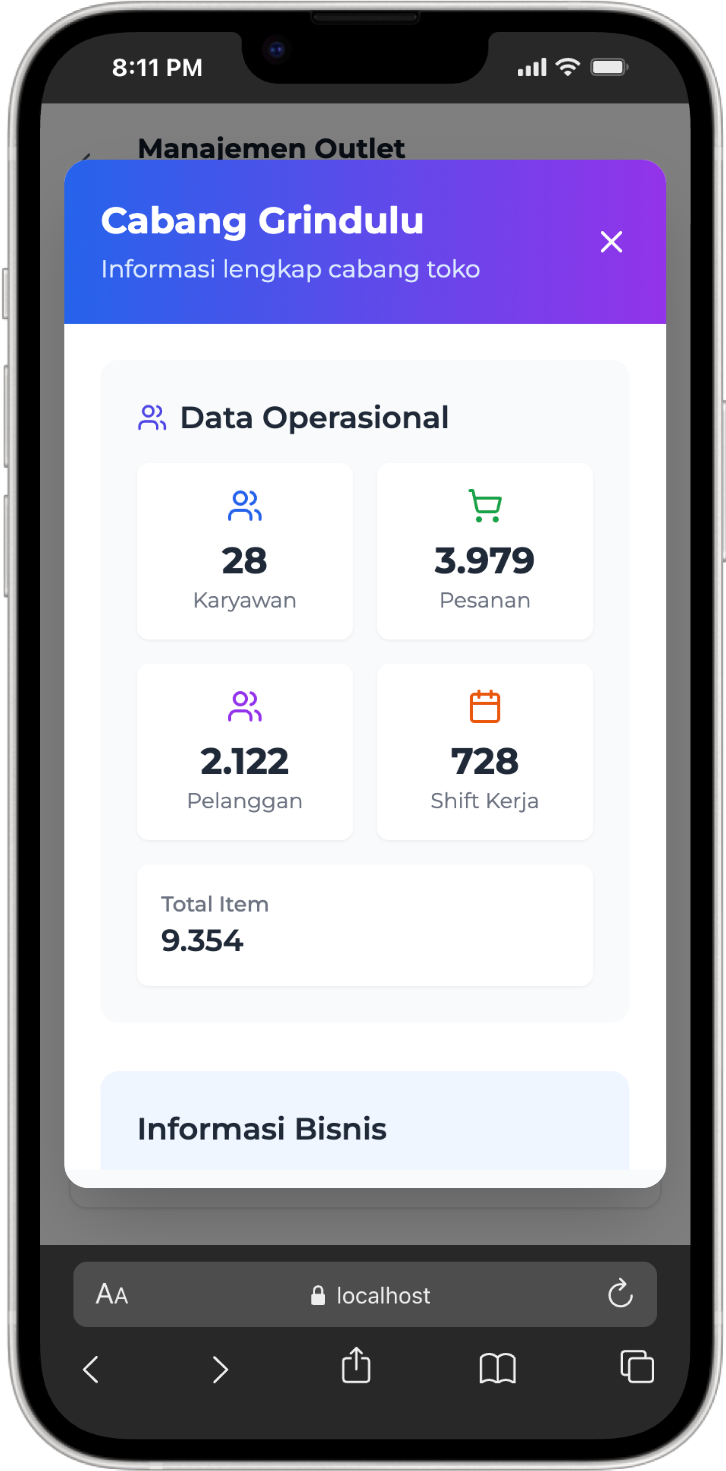 8:11 PM
Manajemen Outlet
Cabang Grindulu
Informasi lengkap cabang toko
Data Operasional
28
Karyawan
3.979
Pesanan
2.122
Pelanggan
728
Shift Kerja
Total Item
9.354
Informasi Bisnis
AA
localhost